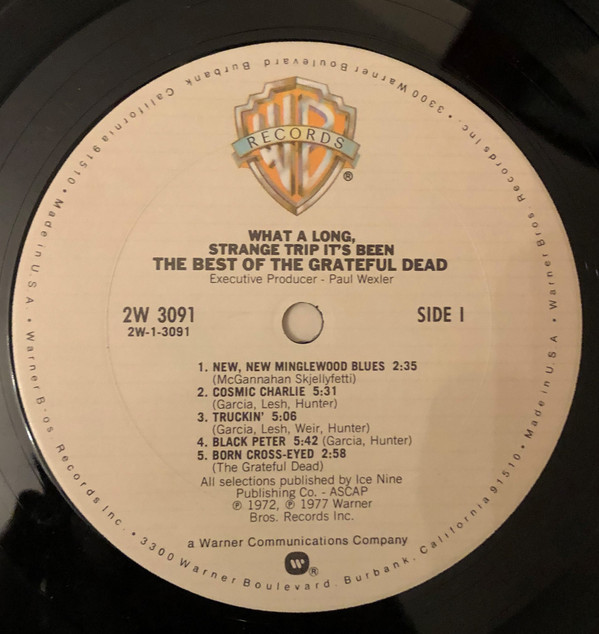 WB
RECORDS
®
WHAT A LONG,
STRANGE TRIP IT'S BEEN
THE BEST OF THE GRATEFUL DEAD
Executive Producer - Paul Wexler
2W 3091
2W-1-3091
SIDE I
1. NEW, NEW MINGLEWOOD BLUES 2:35
(McGannahan Skjellyfetti)
2. COSMIC CHARLIE 5:31
(Garcia, Lesh, Hunter)
3. TRUCKIN' 5:06
(Garcia, Lesh, Weir, Hunter)
4. BLACK PETER 5:42 (Garcia, Hunter)
5. BORN CROSS-EYED 2:58
(The Grateful Dead)
All selections published by Ice Nine
Publishing Co. - ASCAP
℗ 1972, ℗ 1977 Warner
Bros. Records Inc.
a Warner Communications Company
W®
Warner Bros Records Inc. • 3300 Warner Boulevard, Burbank, California 91510 • Made in U.S.A. • Warner Bros Records Inc. • 3300 Warner Boulevard Burbank California 91510 • Made in U S A •